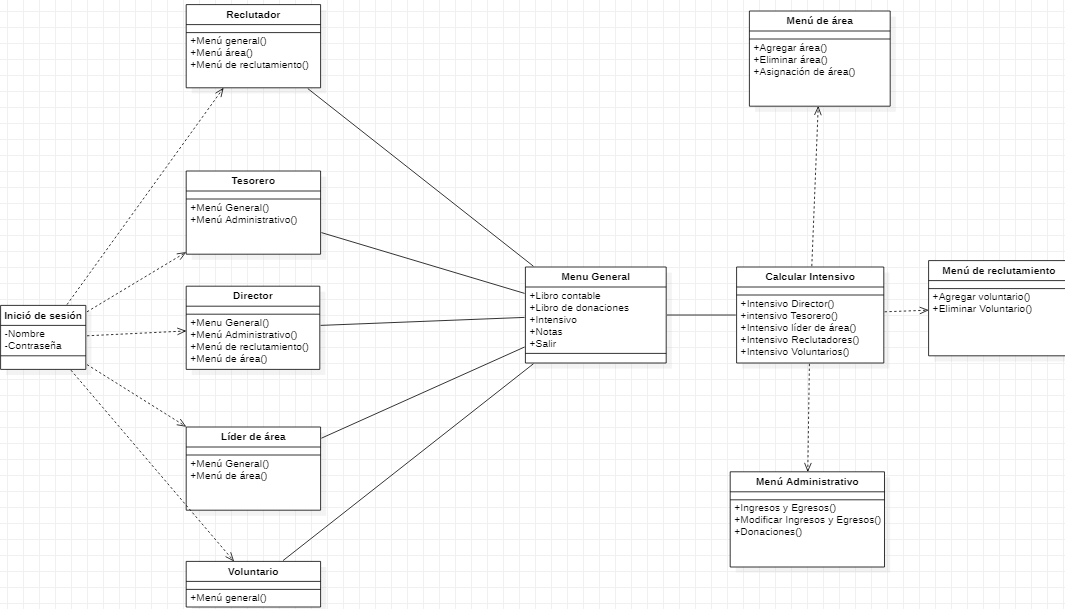 Reclutador
+Menú general()
+Menú área()
+Menú de reclutamiento()
Menú de área
+Agregar área()
+Eliminar área()
+Asignación de área()
Tesorero
+Menú General()
+Menú Administrativo()
Inició de sesión
-Nombre
-Contraseña
Director
+Menu General()
+Menú Administrativo()
+Menú de reclutamiento()
+Menú de área()
Menu General
+Libro contable
+Libro de donaciones
+Intensivo
+Notas
+Salir
Calcular Intensivo
+Intensivo Director()
+intensivo Tesorero()
+Intensivo líder de área()
+Intensivo Reclutadores()
+Intensivo Voluntarios()
Menú de reclutamiento
+Agregar voluntario()
+Eliminar Voluntario()
Líder de área
+Menú General()
+Menú de área()
Menú Administrativo
+Ingresos y Egresos()
+Modificar Ingresos y Egresos()
+Donaciones()
Voluntario
+Menú general()